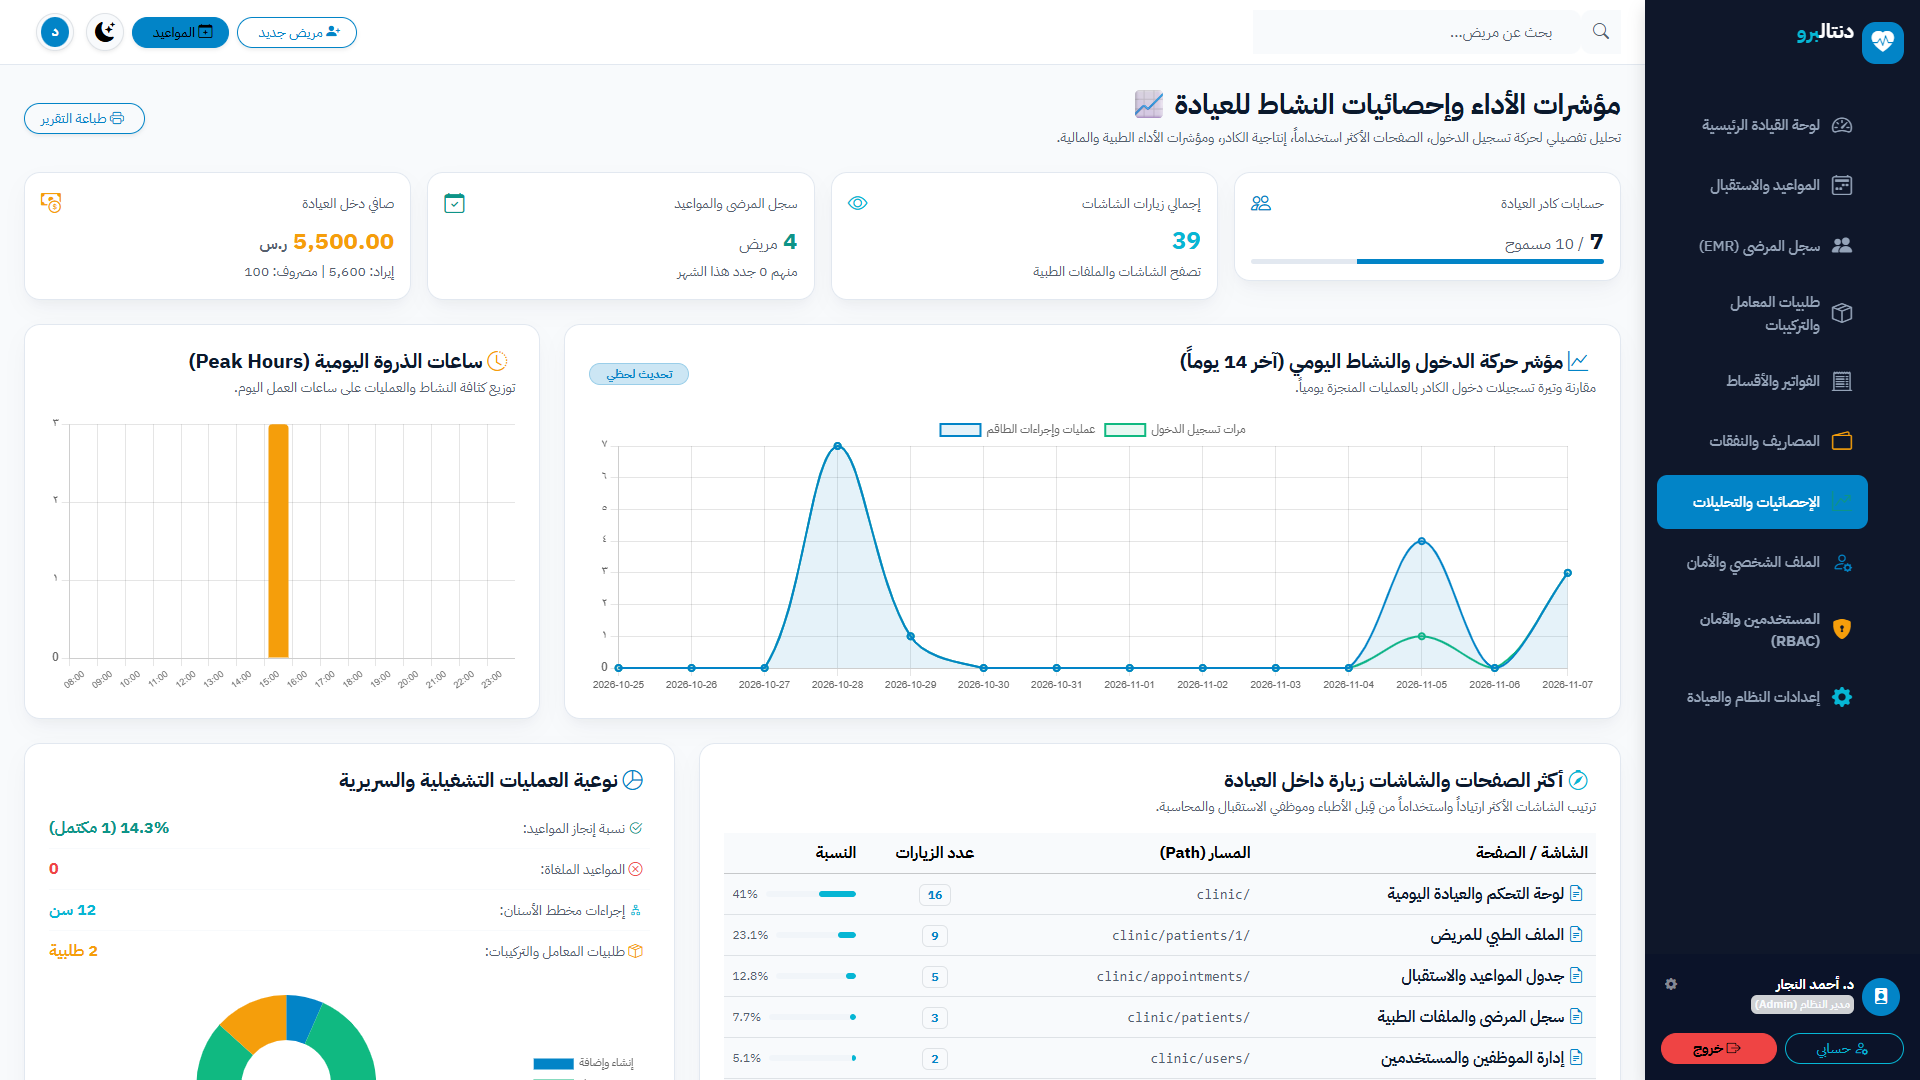 دنتالبرو
لوحة القيادة الرئيسية
المواعيد والاستقبال
سجل المرضى (EMR)
طلبيات المعامل
والتركيبات
الفواتير والأقساط
المصاريف والنفقات
الإحصائيات والتحليلات
الملف الشخصي والأمان
المستخدمين والأمان
(RBAC)
إعدادات النظام والعيادة
د. أحمد النجار
مدير النظام (Admin)
حسابي
خروج
بحث عن مريض...
مريض جديد
المواعيد
د
مؤشرات الأداء وإحصائيات النشاط للعيادة
تحليل تفصيلي لحركة تسجيل الدخول، الصفحات الأكثر استخداماً، إنتاجية الكادر، ومؤشرات الأداء الطبية والمالية.
طباعة التقرير
حسابات كادر العيادة
7 / 10 مسموح
إجمالي زيارات الشاشات
39
تصفح الشاشات والملفات الطبية
سجل المرضى والمواعيد
4 مريض
منهم 0 جدد هذا الشهر
صافي دخل العيادة
5,500.00 ر.س
إيراد: 5,600 | مصروف: 100
مؤشر حركة الدخول والنشاط اليومي (آخر 14 يوماً)
مقارنة وتيرة تسجيلات دخول الكادر بالعمليات المنجزة يومياً.
تحديث لحظي
مرات تسجيل الدخول
عمليات وإجراءات الطاقم
٧
٦
٥
٤
٣
٢
١
0
2026-10-25
2026-10-26
2026-10-27
2026-10-28
2026-10-29
2026-10-30
2026-10-31
2026-11-01
2026-11-02
2026-11-03
2026-11-04
2026-11-05
2026-11-06
2026-11-07
ساعات الذروة اليومية (Peak Hours)
توزيع كثافة النشاط والعمليات على ساعات العمل اليوم.
٣
٢
١
0
08:00
09:00
10:00
11:00
12:00
13:00
14:00
15:00
16:00
17:00
18:00
19:00
20:00
21:00
22:00
23:00
أكثر الصفحات والشاشات زيارة داخل العيادة
ترتيب الشاشات الأكثر ارتياداً واستخداماً من قِبل الأطباء وموظفي الاستقبال والمحاسبة.
الشاشة / الصفحة
المسار (Path)
عدد الزيارات
النسبة
لوحة التحكم والعيادة اليومية
clinic/
16
41%
الملف الطبي للمريض
clinic/patients/1/
9
23.1%
جدول المواعيد والاستقبال
clinic/appointments/
5
12.8%
سجل المرضى والملفات الطبية
clinic/patients/
3
7.7%
إدارة الموظفين والمستخدمين
clinic/users/
2
5.1%
نوعية العمليات التشغيلية والسريرية
نسبة إنجاز المواعيد:
14.3% (1 مكتمل)
المواعيد الملغاة:
0
إجراءات مخطط الأسنان:
12 سن
طلبيات المعامل والتركيبات:
2 طلبية
إنشاء وإضافة